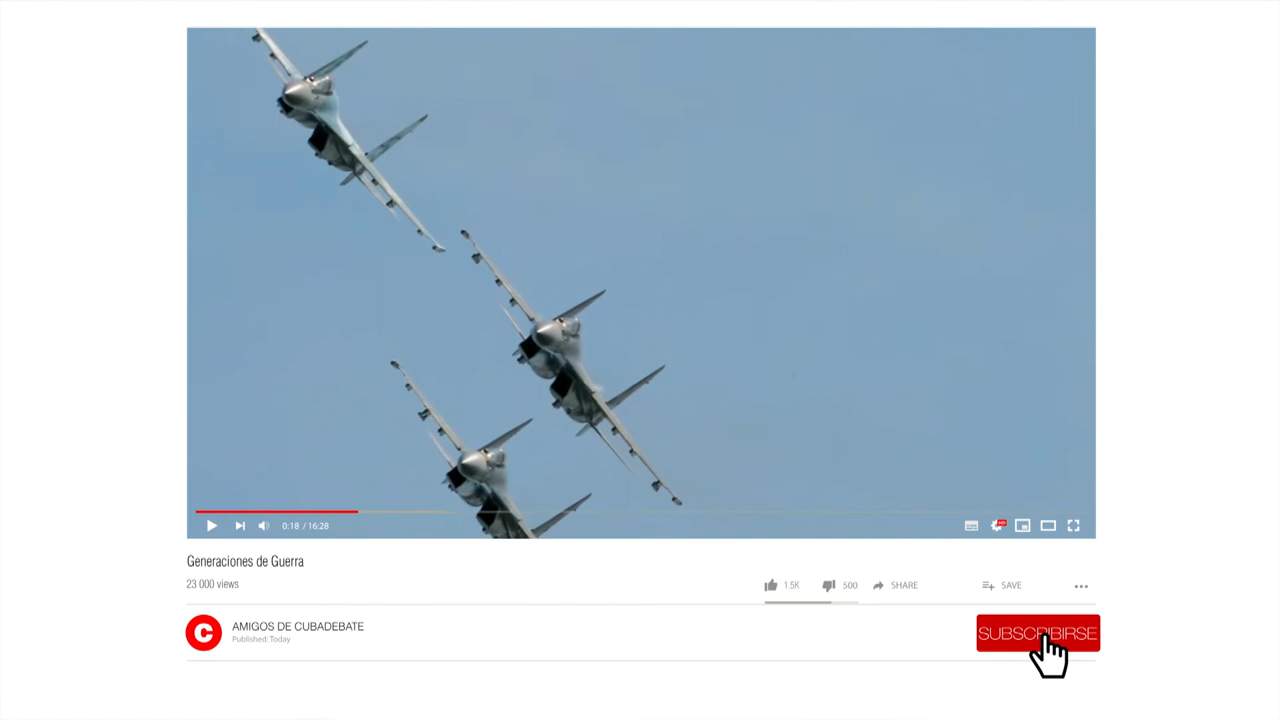 0:18 / 16:28
HD
Generaciones de Guerra
23 000 views
1.5K 500 SHARE SAVE
C AMIGOS DE CUBADEBATE
Published: Today
SUBSCRIBIRSE